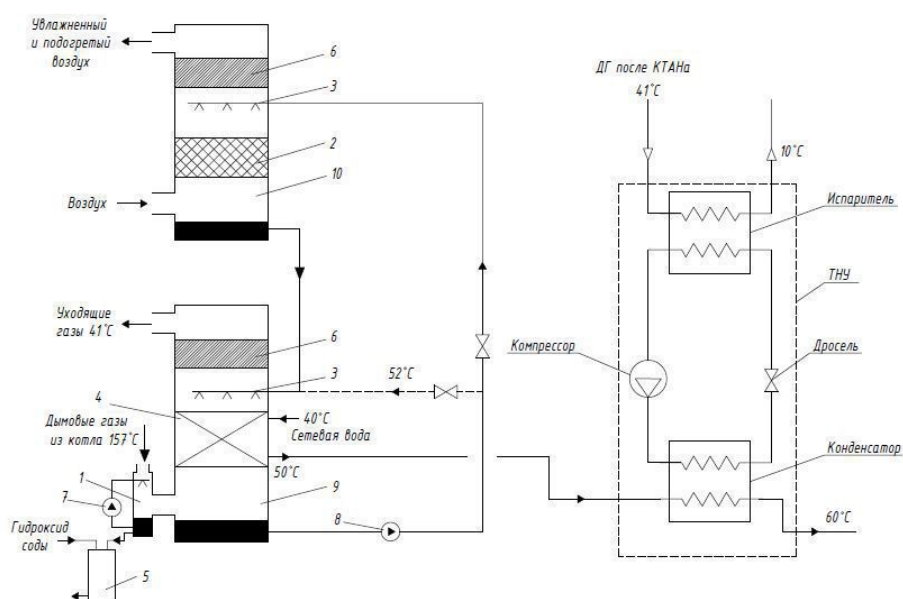 Увлажненный
и подогретый
воздух
6
3
2
10
Воздух
Уходящие
газы 41°С
6
3
52°С
4
40°С
Сетевая вода
Дымовые газы
из котла 157°С
50°С
1
7
9
8
Гидроксид
соды
5
ДГ после КТАНа
41°С
10°С
Испаритель
ТНУ
Компрессор
Дросель
Конденсатор
60°С